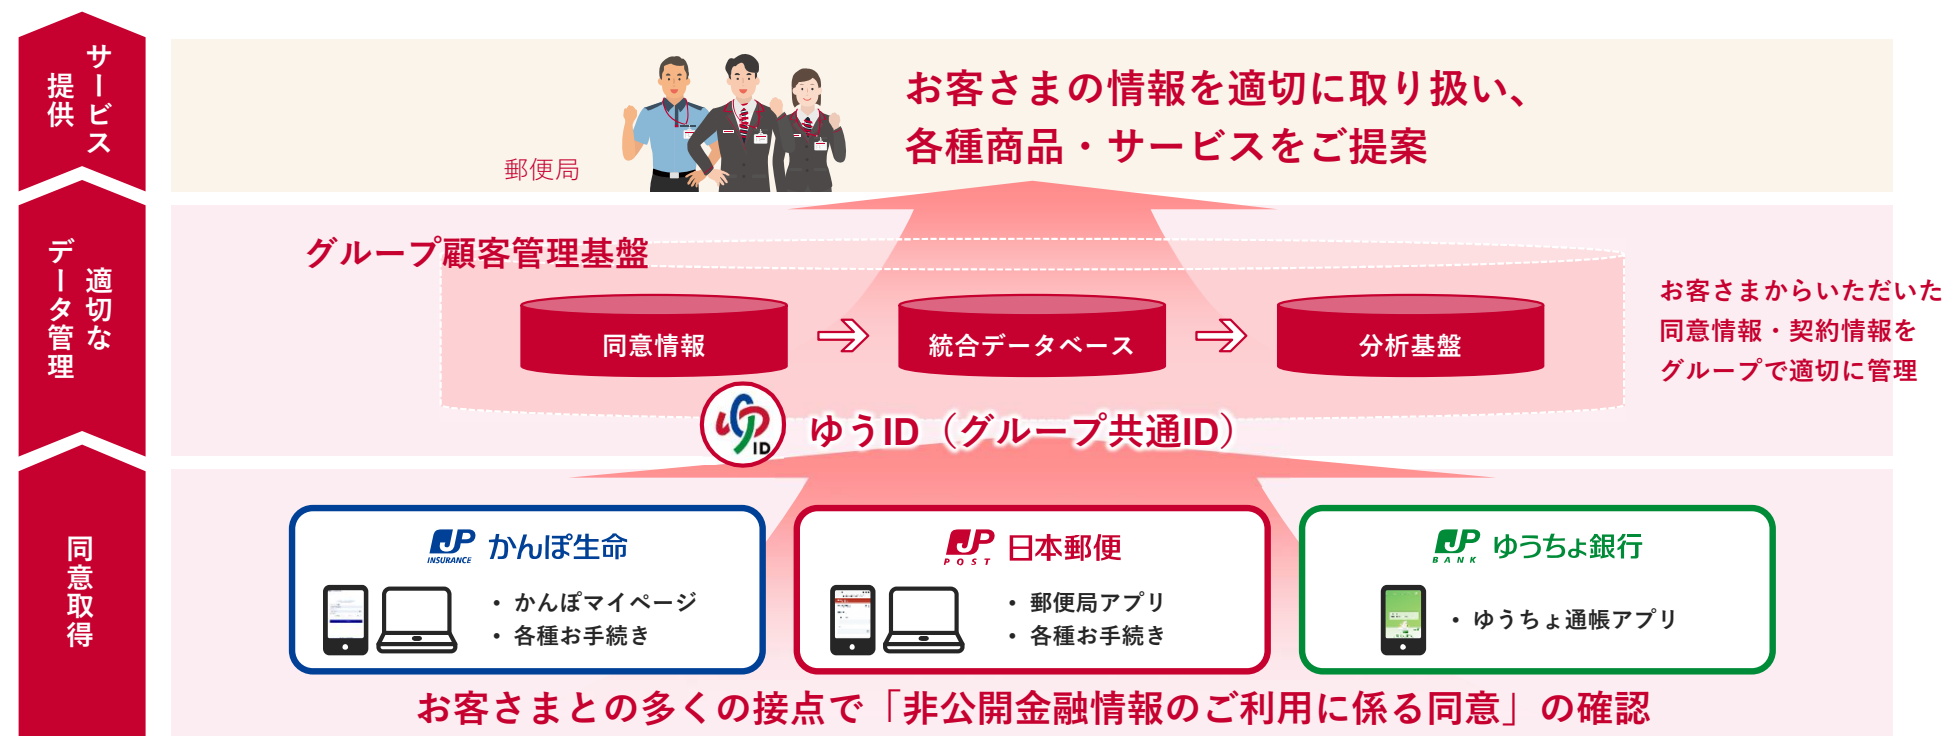 サービス
提供
郵便局
お客さまの情報を適切に取り扱い、
各種商品・サービスをご提案
適切な
データ管理
グループ顧客管理基盤
同意情報
統合データベース
分析基盤
お客さまからいただいた
同意情報・契約情報を
グループで適切に管理
ID
ゆうID（グループ共通ID）
同意取得
JP INSURANCE かんぽ生命
・ かんぽマイページ
・ 各種お手続き
JP POST 日本郵便
・ 郵便局アプリ
・ 各種お手続き
JP BANK ゆうちょ銀行
・ ゆうちょ通帳アプリ
お客さまとの多くの接点で「非公開金融情報のご利用に係る同意」の確認